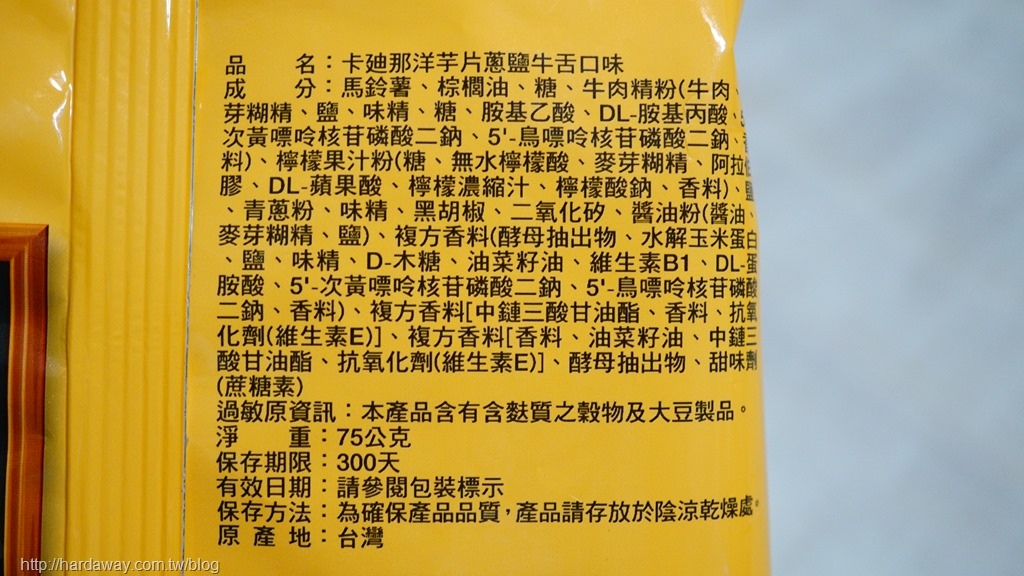 品　　名：卡廸那洋芋片蔥鹽牛舌口味
成　　分：馬鈴薯、棕櫚油、糖、牛肉精粉(牛肉、
芽糊精、鹽、味精、糖、胺基乙酸、DL-胺基丙酸、
次黃嘌呤核苷磷酸二鈉、5'-鳥嘌呤核苷磷酸二鈉、
料)、檸檬果汁粉(糖、無水檸檬酸、麥芽糊精、阿拉
膠、DL-蘋果酸、檸檬濃縮汁、檸檬酸鈉、香料)、鹽
、青蔥粉、味精、黑胡椒、二氧化矽、醬油粉(醬油、
麥芽糊精、鹽)、複方香料(酵母抽出物、水解玉米蛋白
、鹽、味精、D-木糖、油菜籽油、維生素B1、DL-蛋
胺酸、5'-次黃嘌呤核苷磷酸二鈉、5'-鳥嘌呤核苷磷酸
二鈉、香料)、複方香料[中鏈三酸甘油酯、香料、抗氧
化劑(維生素E)]、複方香料[香料、油菜籽油、中鏈三
酸甘油酯、抗氧化劑(維生素E)]、酵母抽出物、甜味劑
(蔗糖素)
過敏原資訊：本產品含有含麩質之穀物及大豆製品。
淨　　重：75公克
保存期限：300天
有效日期：請參閱包裝標示
保存方法：為確保產品品質，產品請存放於陰涼乾燥處。
原 產 地：台灣
http://hardaway.com.tw/blog